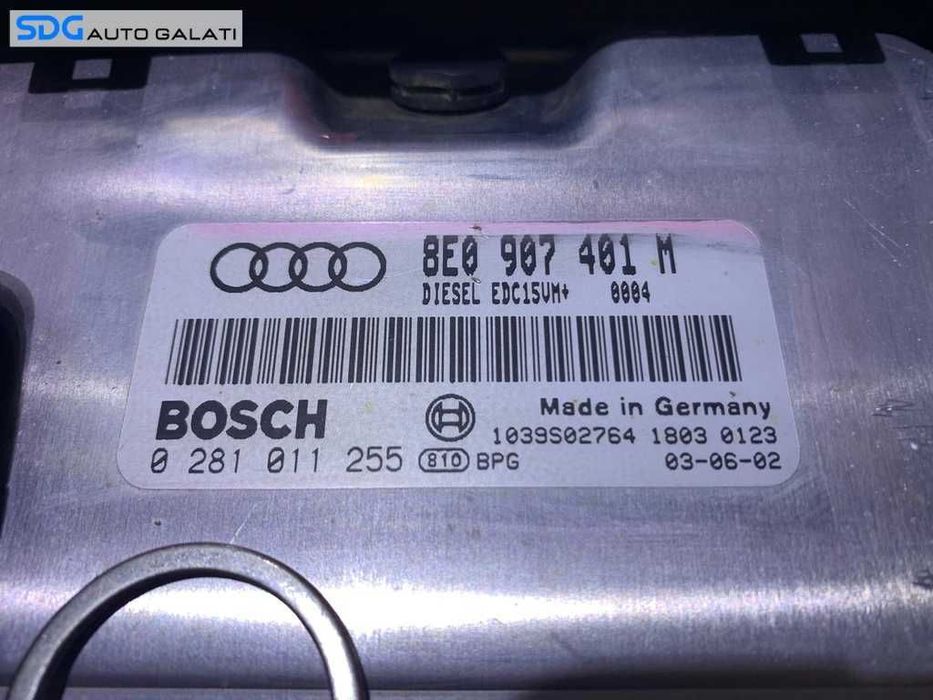 SDG AUTO GALATI
8E0 907 401 M
DIESEL EDC15VM+ 0004
BOSCH
Made in Germany
1039S02764 1803 0123
0 281 011 255 810 BPG 03-06-02